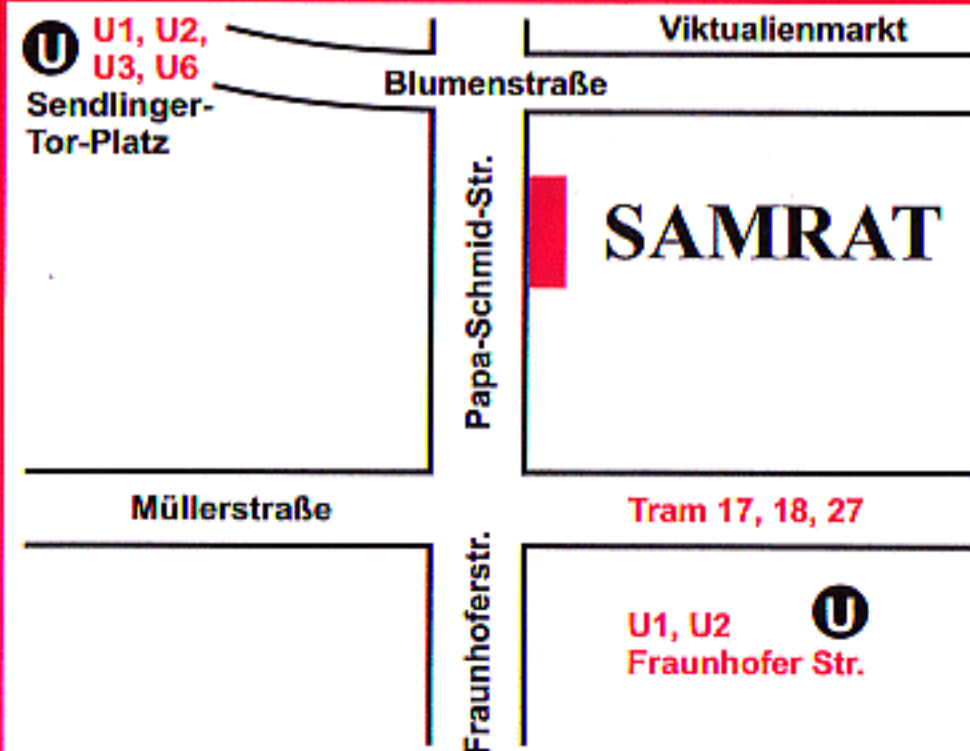 U U1, U2,
U3, U6
Sendlinger-
Tor-Platz
Viktualienmarkt
Blumenstraße
Papa-Schmid-Str.
SAMRAT
Müllerstraße
Tram 17, 18, 27
Fraunhoferstr.
U1, U2 U
Fraunhofer Str.